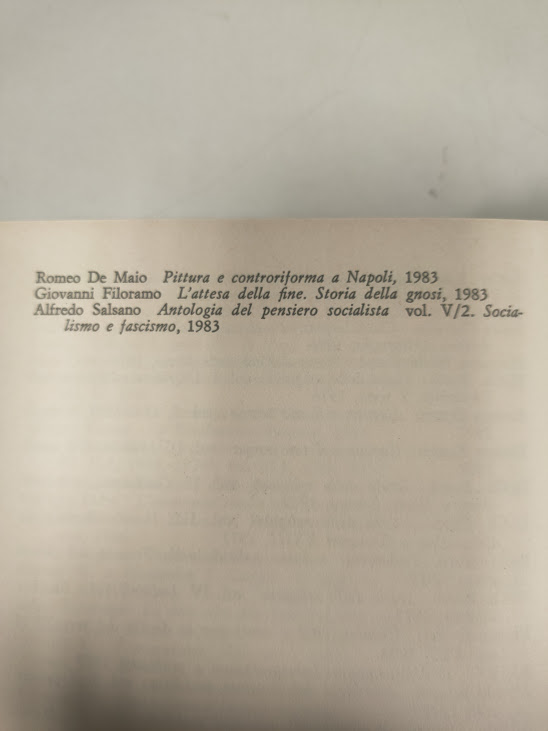 Romeo De Maio Pittura e controriforma a Napoli, 1983
Giovanni Filoramo L'attesa della fine. Storia della gnosi, 1983
Alfredo Salsano Antologia del pensiero socialista vol. V/2. Socia-
lismo e fascismo, 1983